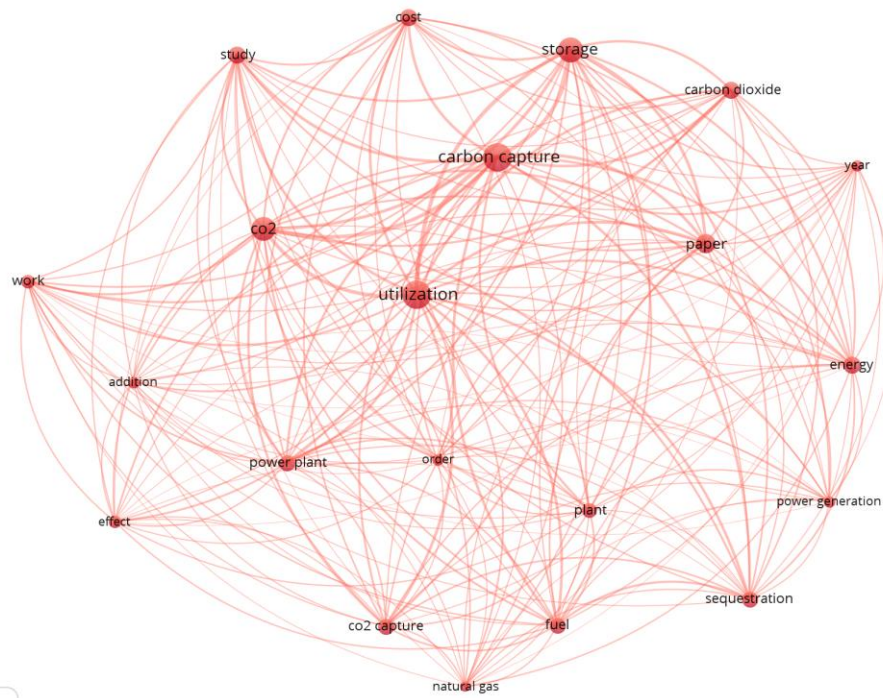 cost
storage
study
carbon dioxide
carbon capture
year
co2
paper
work
utilization
energy
addition
order
power plant
power generation
plant
effect
sequestration
fuel
co2 capture
natural gas